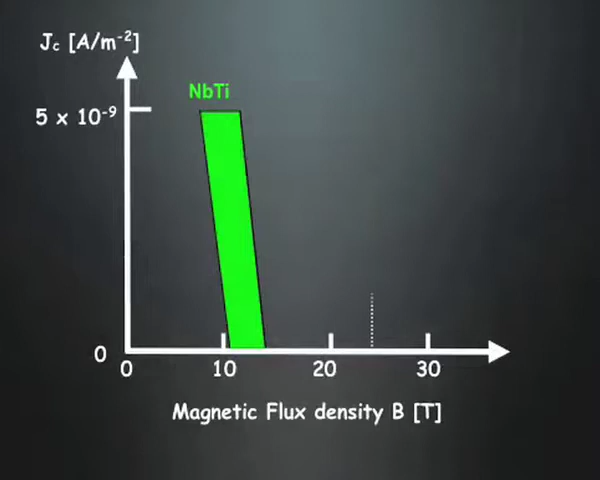 Jc [A/m⁻²]
NbTi
5 x 10⁻⁹
0
0 10 20 30
Magnetic Flux density B [T]